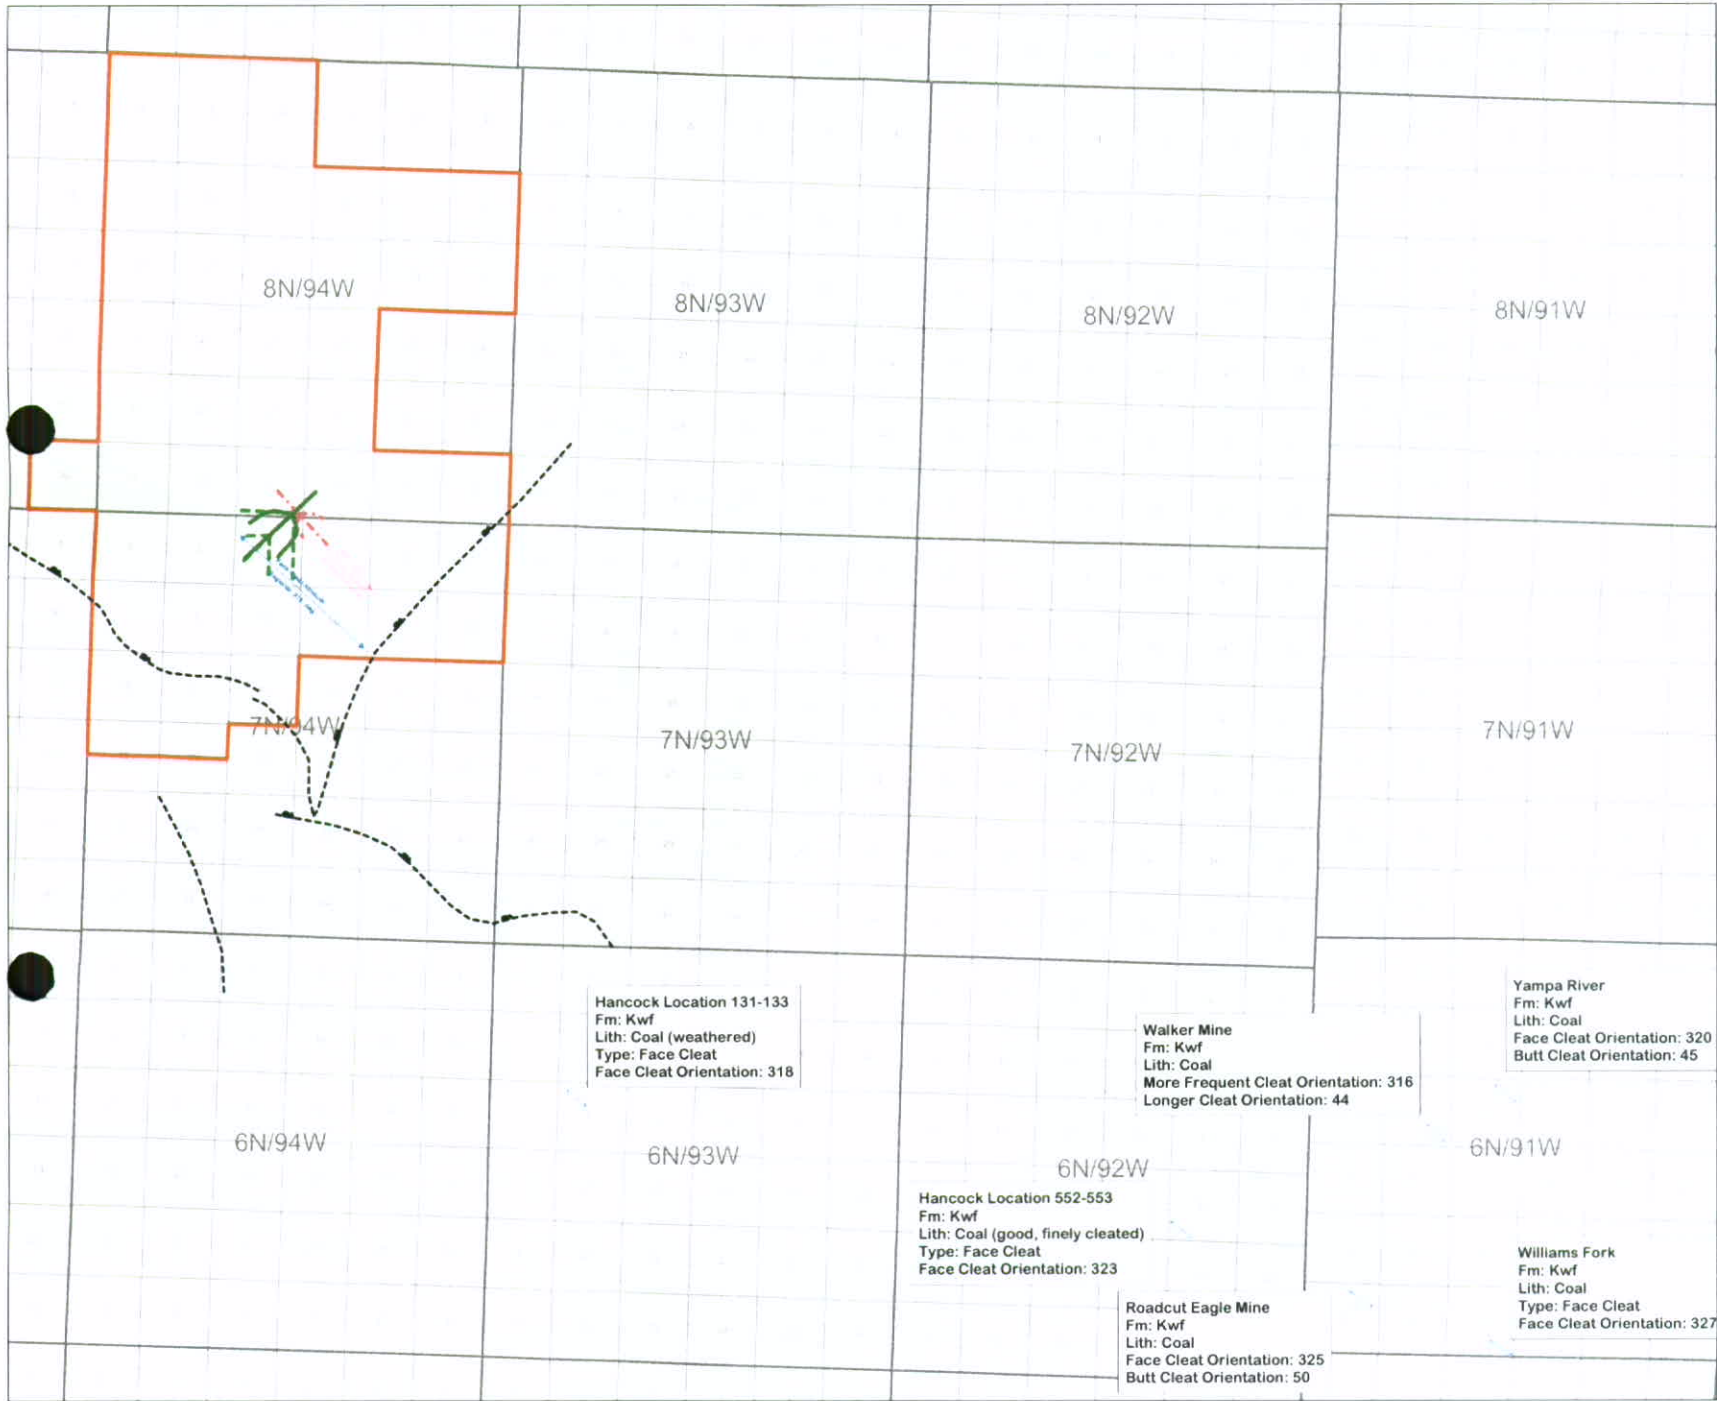 8N/94W
8N/93W
8N/92W
8N/91W
7N/94W
7N/93W
7N/92W
7N/91W
Hancock Location 131-133
Fm: Kwf
Lith: Coal (weathered)
Type: Face Cleat
Face Cleat Orientation: 318
Walker Mine
Fm: Kwf
Lith: Coal
More Frequent Cleat Orientation: 316
Longer Cleat Orientation: 44
Yampa River
Fm: Kwf
Lith: Coal
Face Cleat Orientation: 320
Butt Cleat Orientation: 45
6N/94W
6N/93W
6N/92W
6N/91W
Hancock Location 552-553
Fm: Kwf
Lith: Coal (good, finely cleated)
Type: Face Cleat
Face Cleat Orientation: 323
Roadcut Eagle Mine
Fm: Kwf
Lith: Coal
Face Cleat Orientation: 325
Butt Cleat Orientation: 50
Williams Fork
Fm: Kwf
Lith: Coal
Type: Face Cleat
Face Cleat Orientation: 327